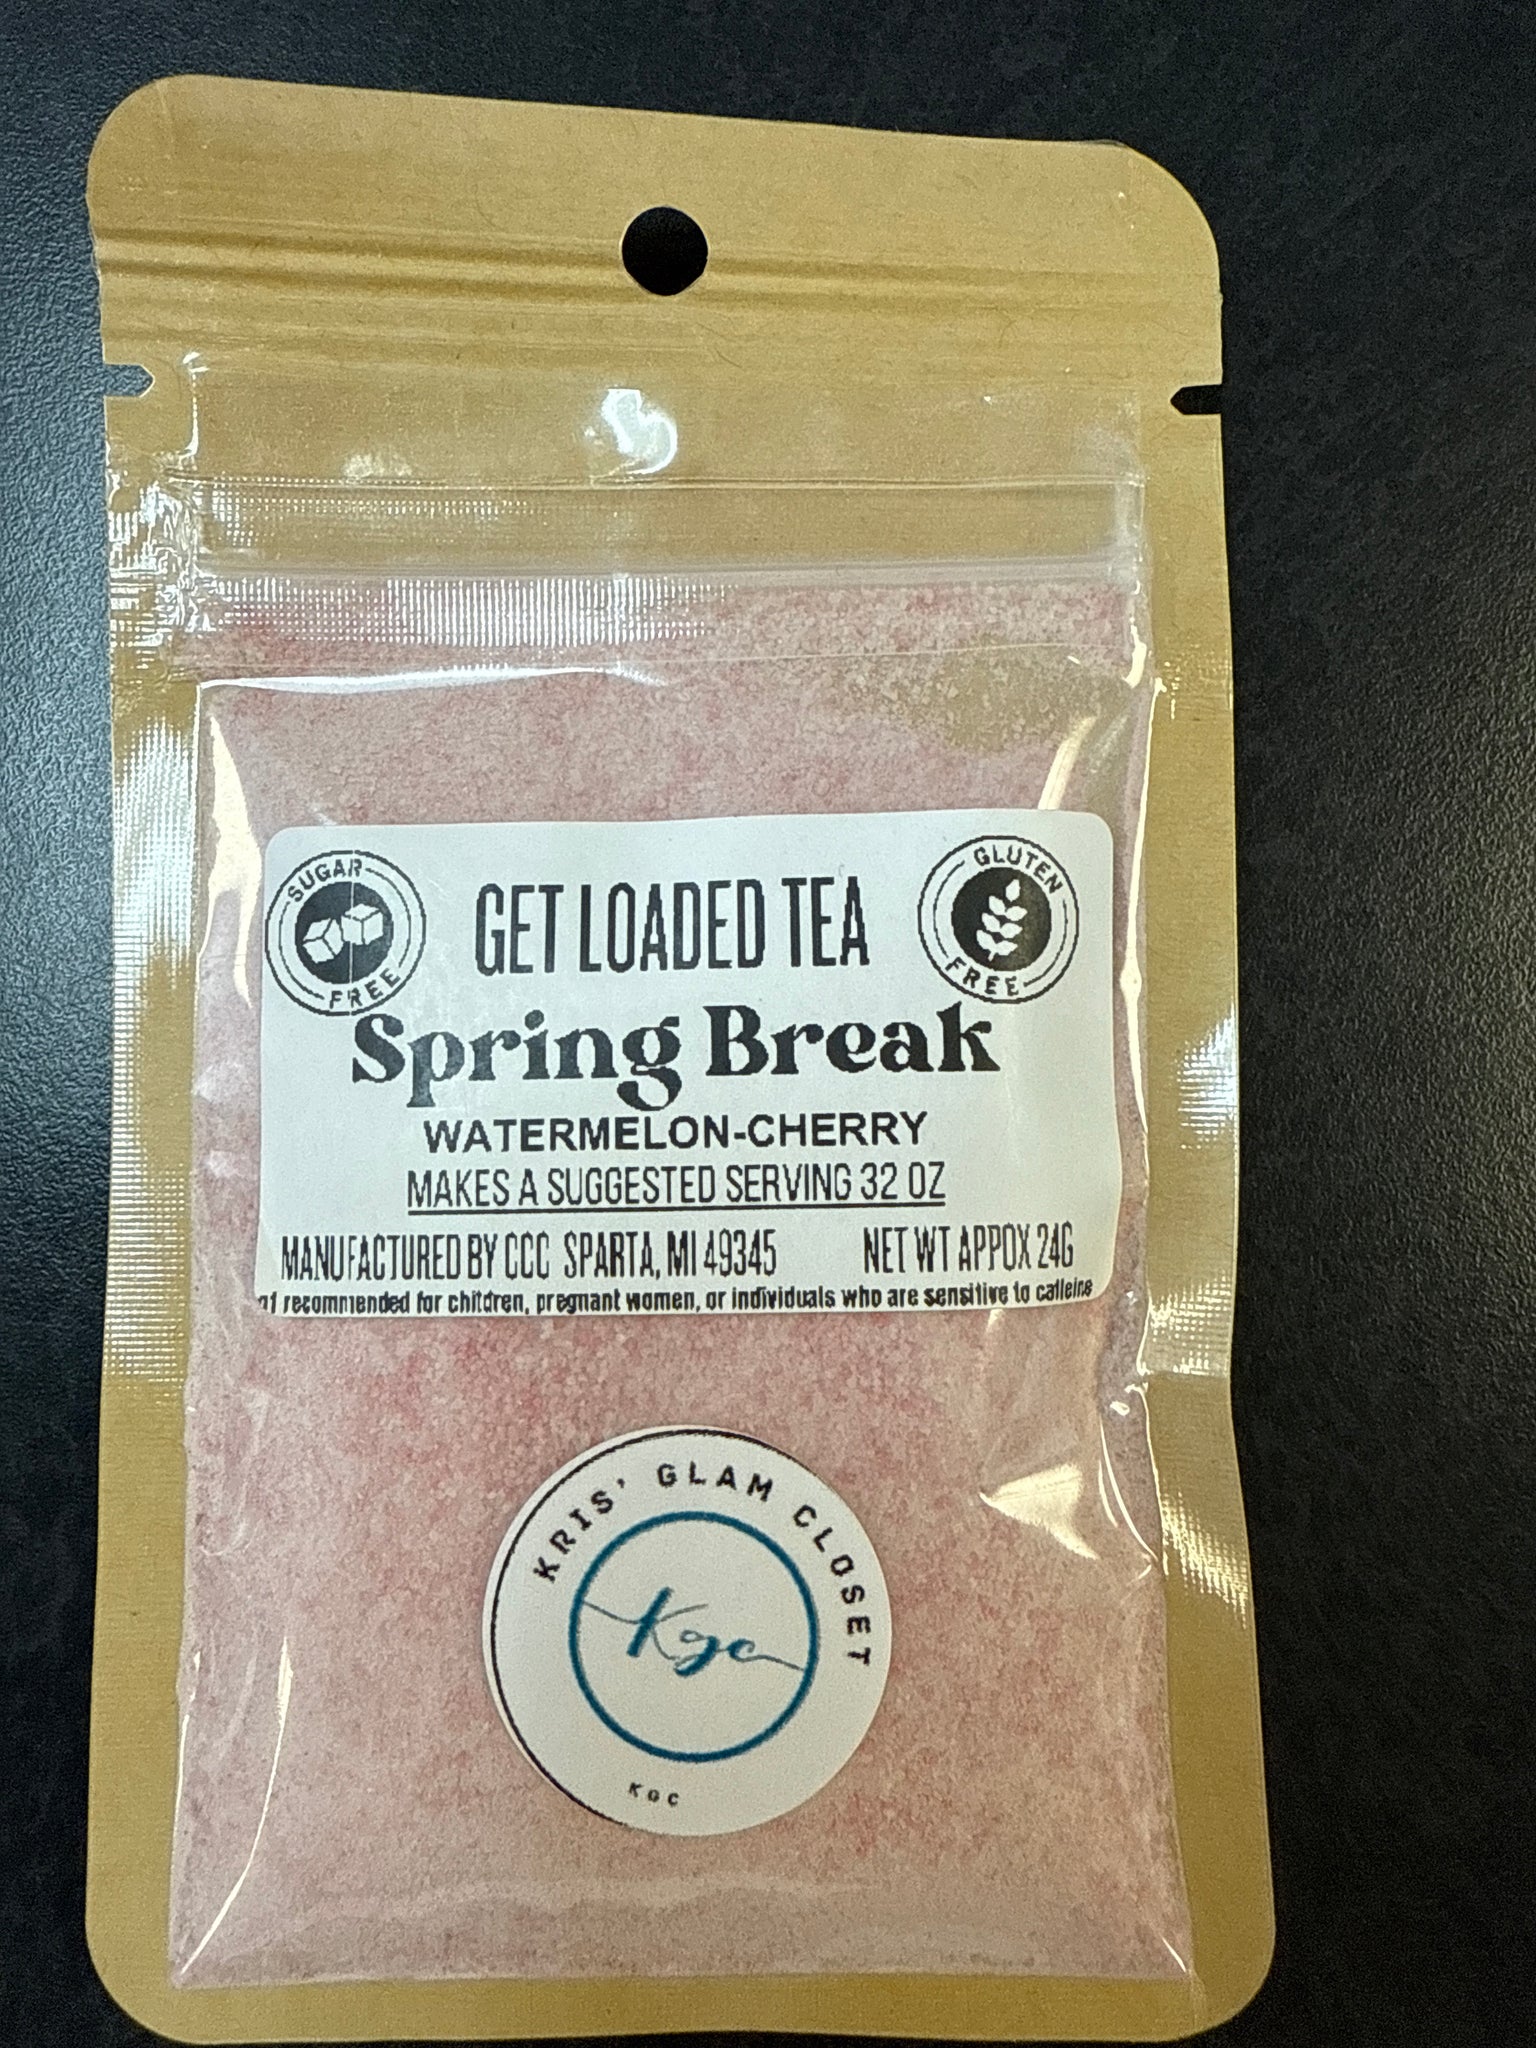 SUGAR FREE
GLUTEN FREE
GET LOADED TEA
Spring Break
WATERMELON-CHERRY
MAKES A SUGGESTED SERVING 32 OZ
MANUFACTURED BY CCC SPARTA, MI 49345
NET WT APPOX 24G
recommended for children, pregnant women, or individuals who are sensitive to caffeine
KRIS' GLAM CLOSET
Kgc
KGC